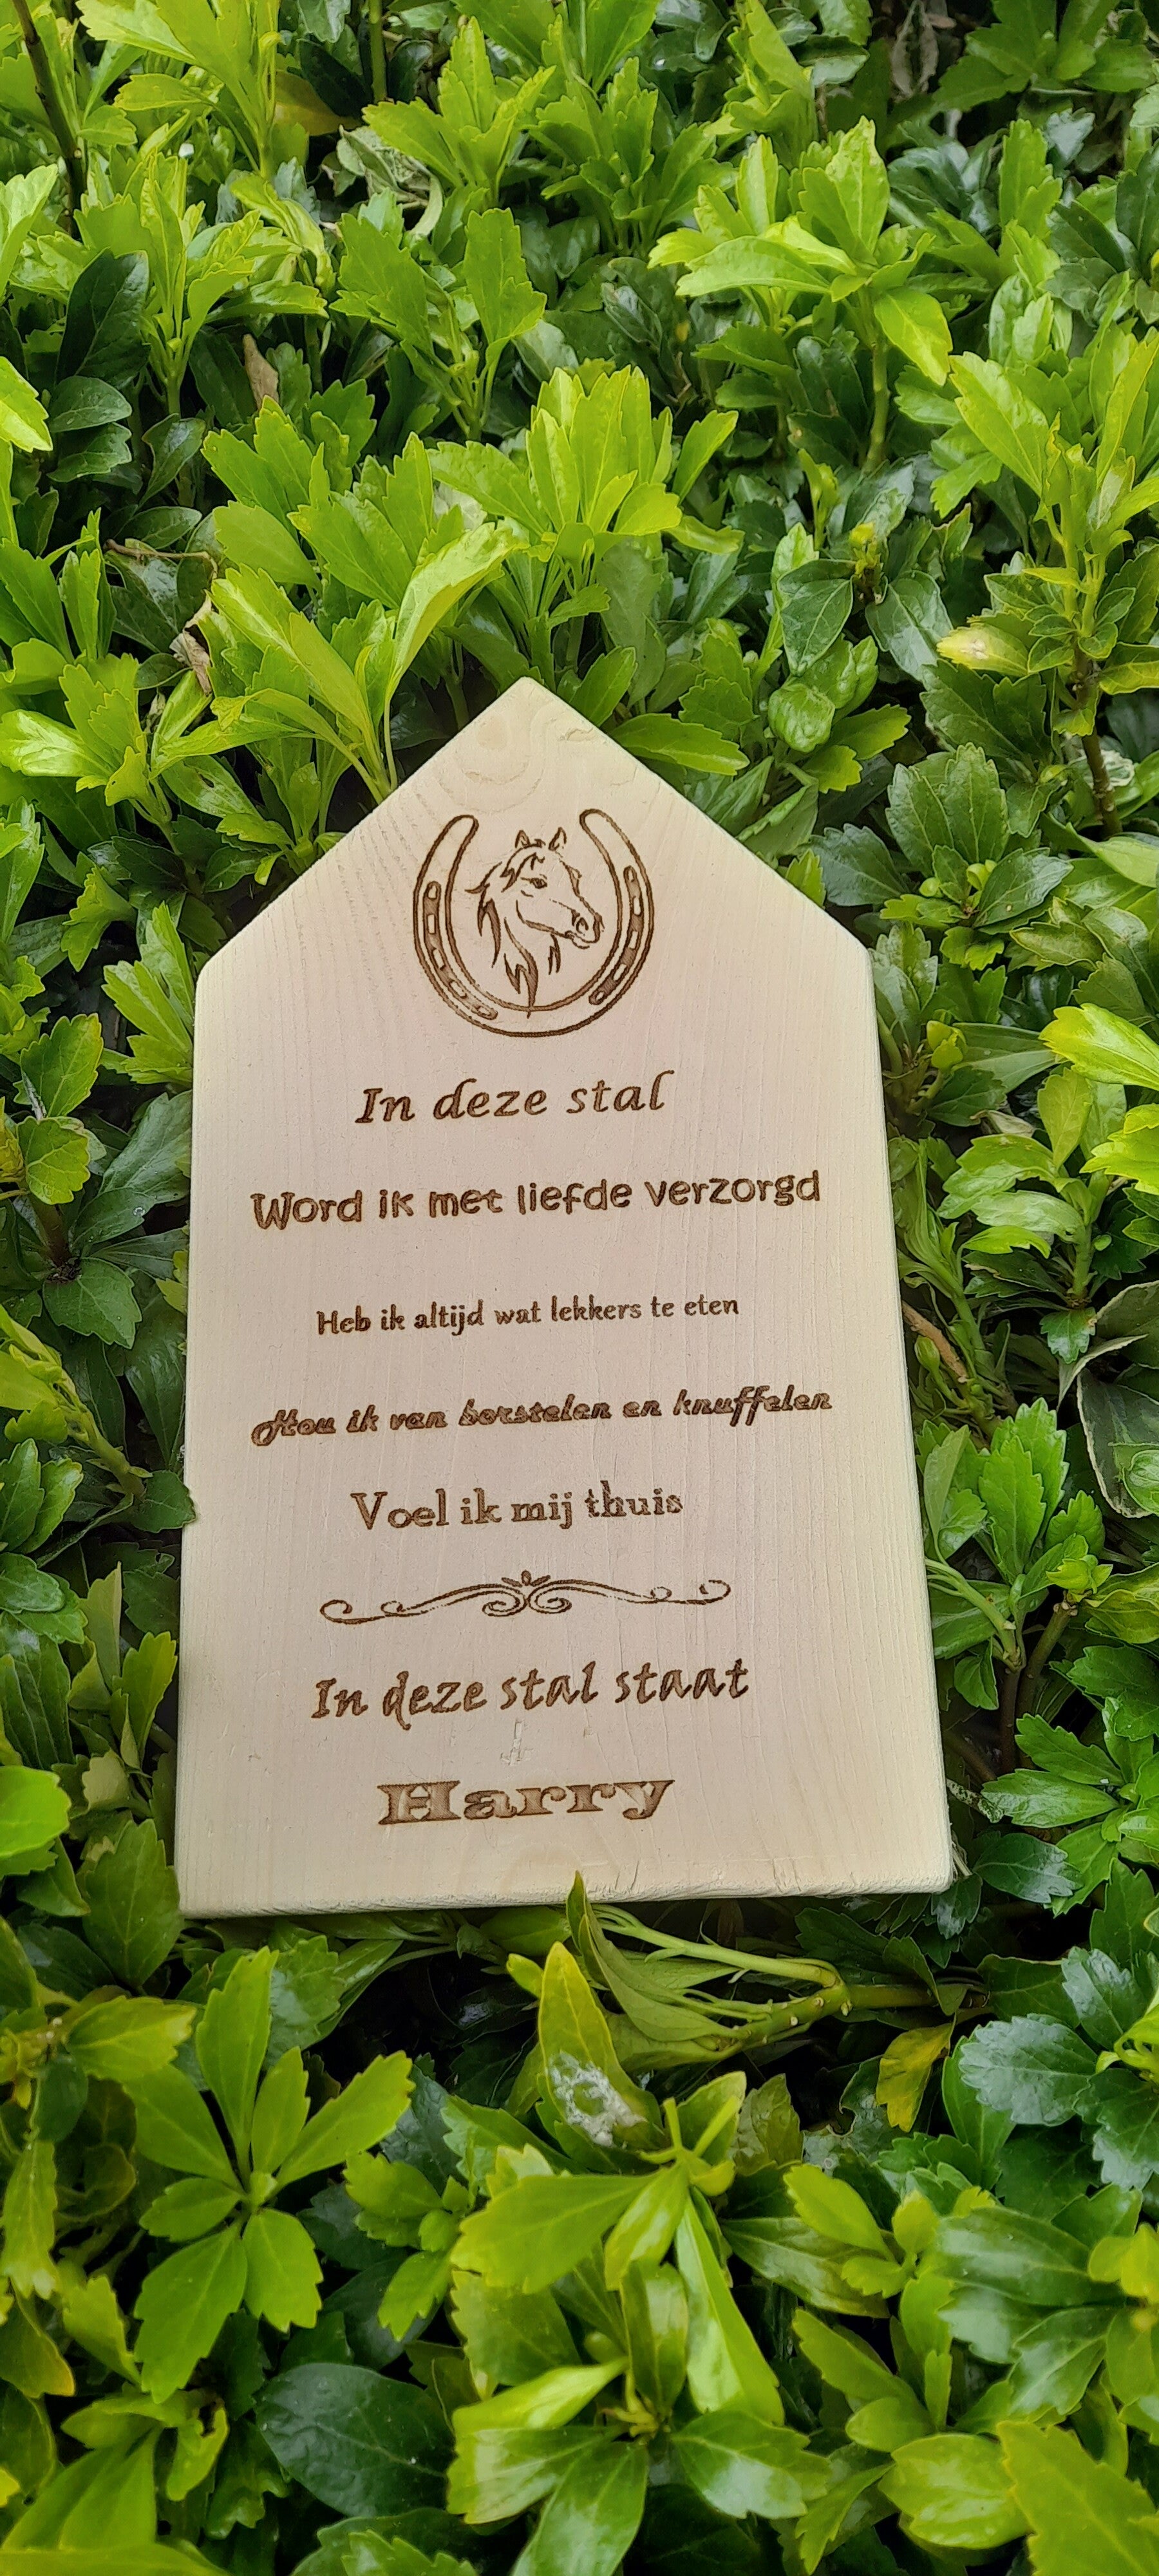 In deze stal
Word ik met liefde verzorgd
Heb ik altijd wat lekkers te eten
Hou ik van borstelen en knuffelen
Voel ik mij thuis
In deze stal staat
Harry